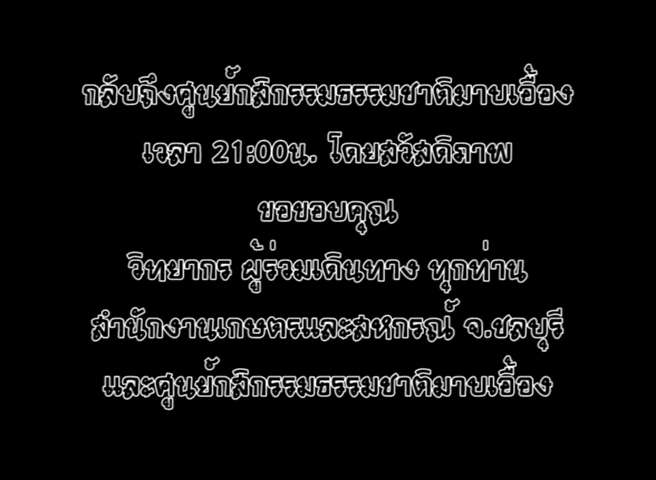 กลับถึงศูนย์กสิกรรมธรรมชาติมาบเอื้อง
เวลา 21:00น. โดยสวัสดิภาพ
ขอขอบคุณ
วิทยากร ผู้ร่วมเดินทาง ทุกท่าน
สำนักงานเกษตรและสหกรณ์ จ.ชลบุรี
และศูนย์กสิกรรมธรรมชาติมาบเอื้อง